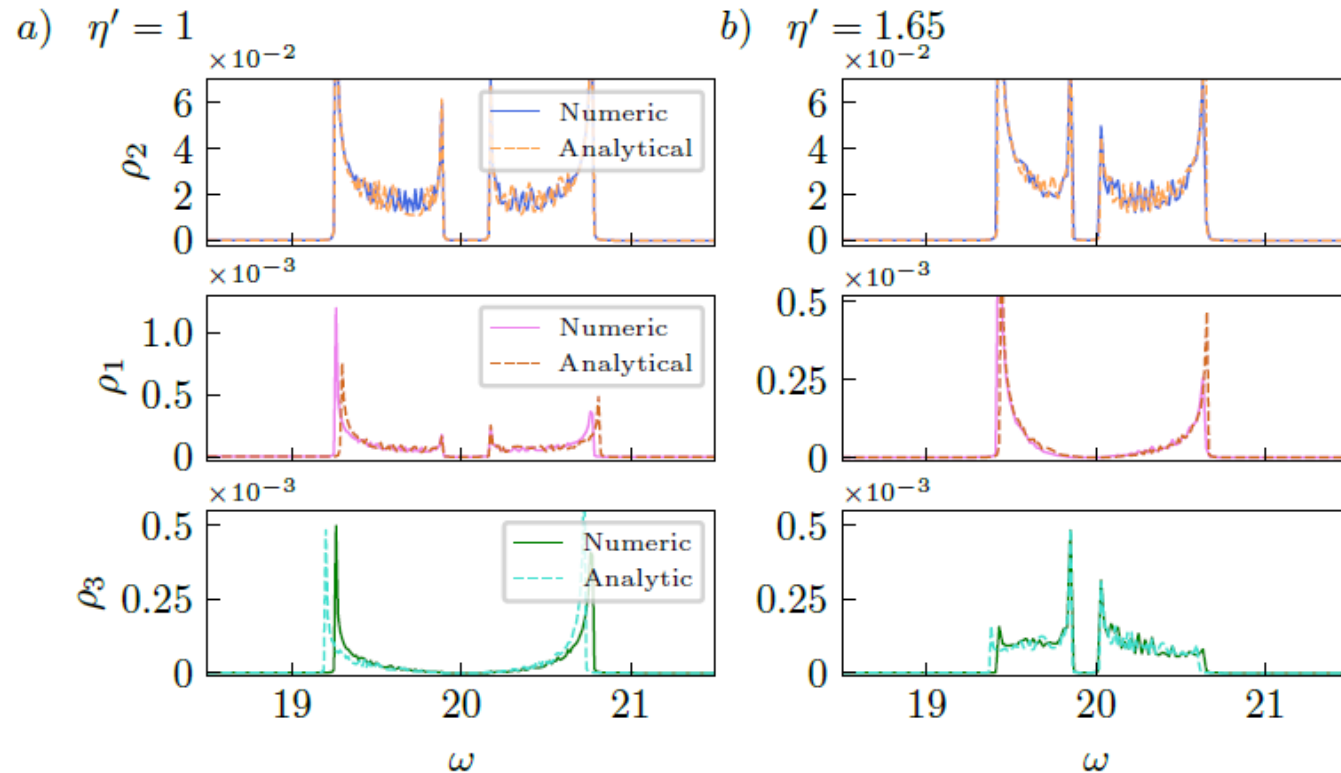 a) η′ = 1
b) η′ = 1.65
×10⁻²
6
4
2
0
ρ₂
Numeric
Analytical
×10⁻²
6
4
2
0
×10⁻³
1.0
0.5
0
ρ₁
Numeric
Analytical
×10⁻³
0.5
0.25
0
×10⁻³
0.5
0.25
0
ρ₃
Numeric
Analytic
19 20 21
ω
×10⁻³
0.5
0.25
0
19 20 21
ω